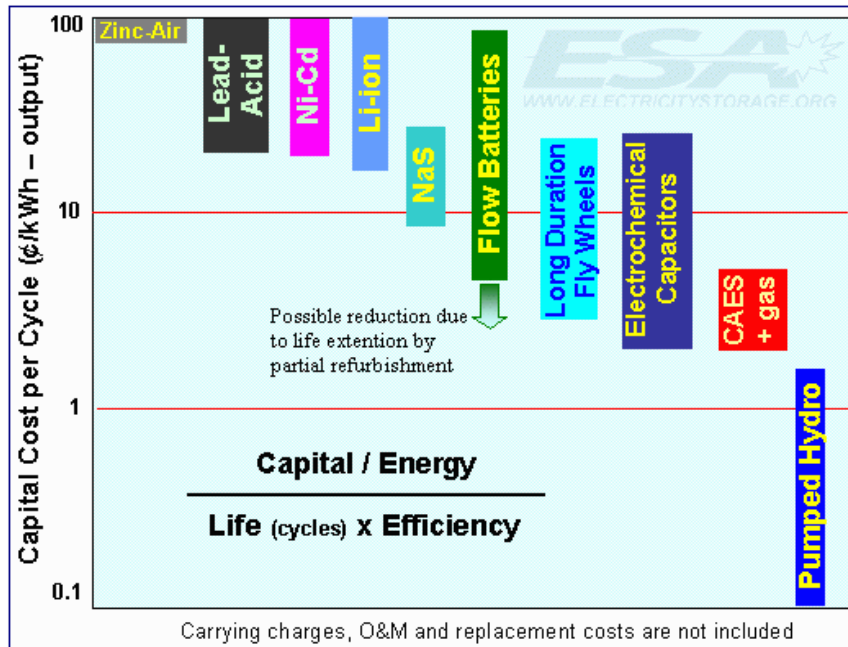 Capital Cost per Cycle (¢/kWh – output)
100
10
1
0.1
Zinc-Air
Lead-
Acid
Ni-Cd
Li-ion
NaS
Flow Batteries
Long Duration
Fly Wheels
Electrochemical
Capacitors
CAES
+ gas
Pumped Hydro
ESA
WWW.ELECTRICITYSTORAGE.ORG
Possible reduction due
to life extention by
partial refurbishment
Capital / Energy
Life (cycles) x Efficiency
Carrying charges, O&M and replacement costs are not included